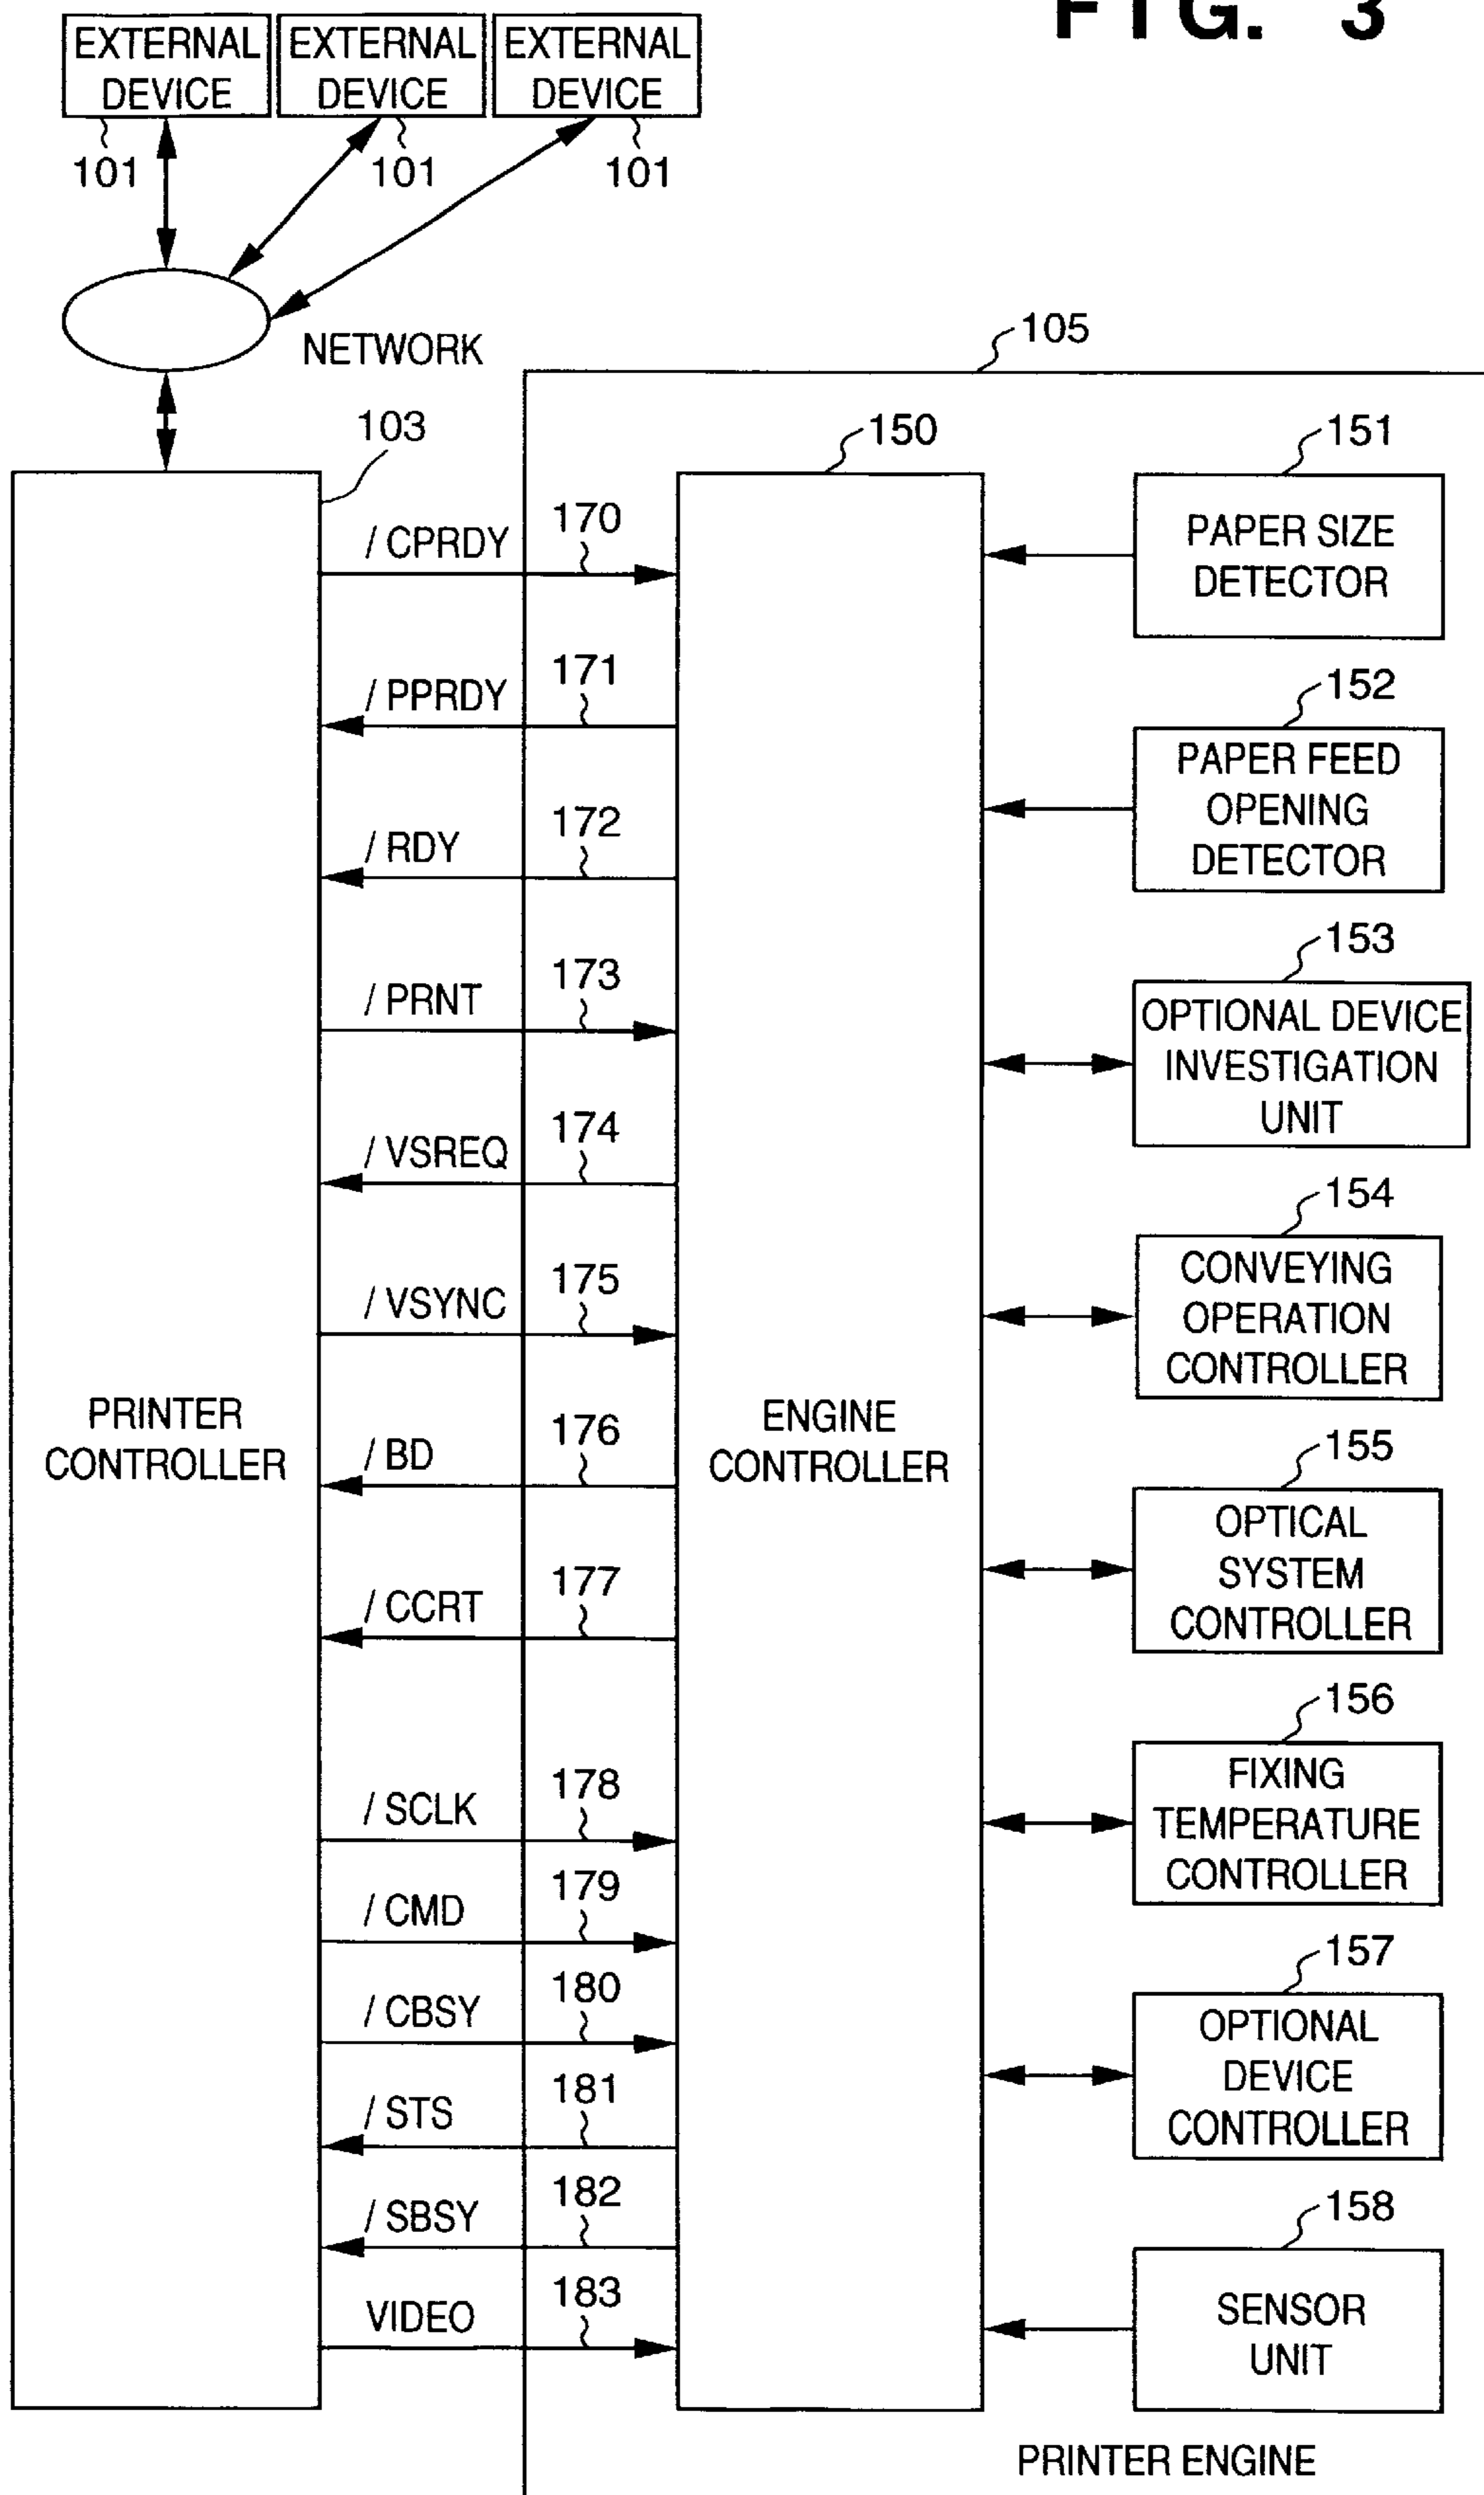 FIG. 3
EXTERNAL
DEVICE
EXTERNAL
DEVICE
EXTERNAL
DEVICE
101
101
101
NETWORK
105
103
150
PRINTER
CONTROLLER
/ CPRDY
170
/ PPRDY
171
/ RDY
172
/ PRNT
173
/ VSREQ
174
/ VSYNC
175
/ BD
176
/ CCRT
177
/ SCLK
178
/ CMD
179
/ CBSY
180
/ STS
181
/ SBSY
182
VIDEO
183
ENGINE
CONTROLLER
151
PAPER SIZE
DETECTOR
152
PAPER FEED
OPENING
DETECTOR
153
OPTIONAL DEVICE
INVESTIGATION
UNIT
154
CONVEYING
OPERATION
CONTROLLER
155
OPTICAL
SYSTEM
CONTROLLER
156
FIXING
TEMPERATURE
CONTROLLER
157
OPTIONAL
DEVICE
CONTROLLER
158
SENSOR
UNIT
PRINTER ENGINE